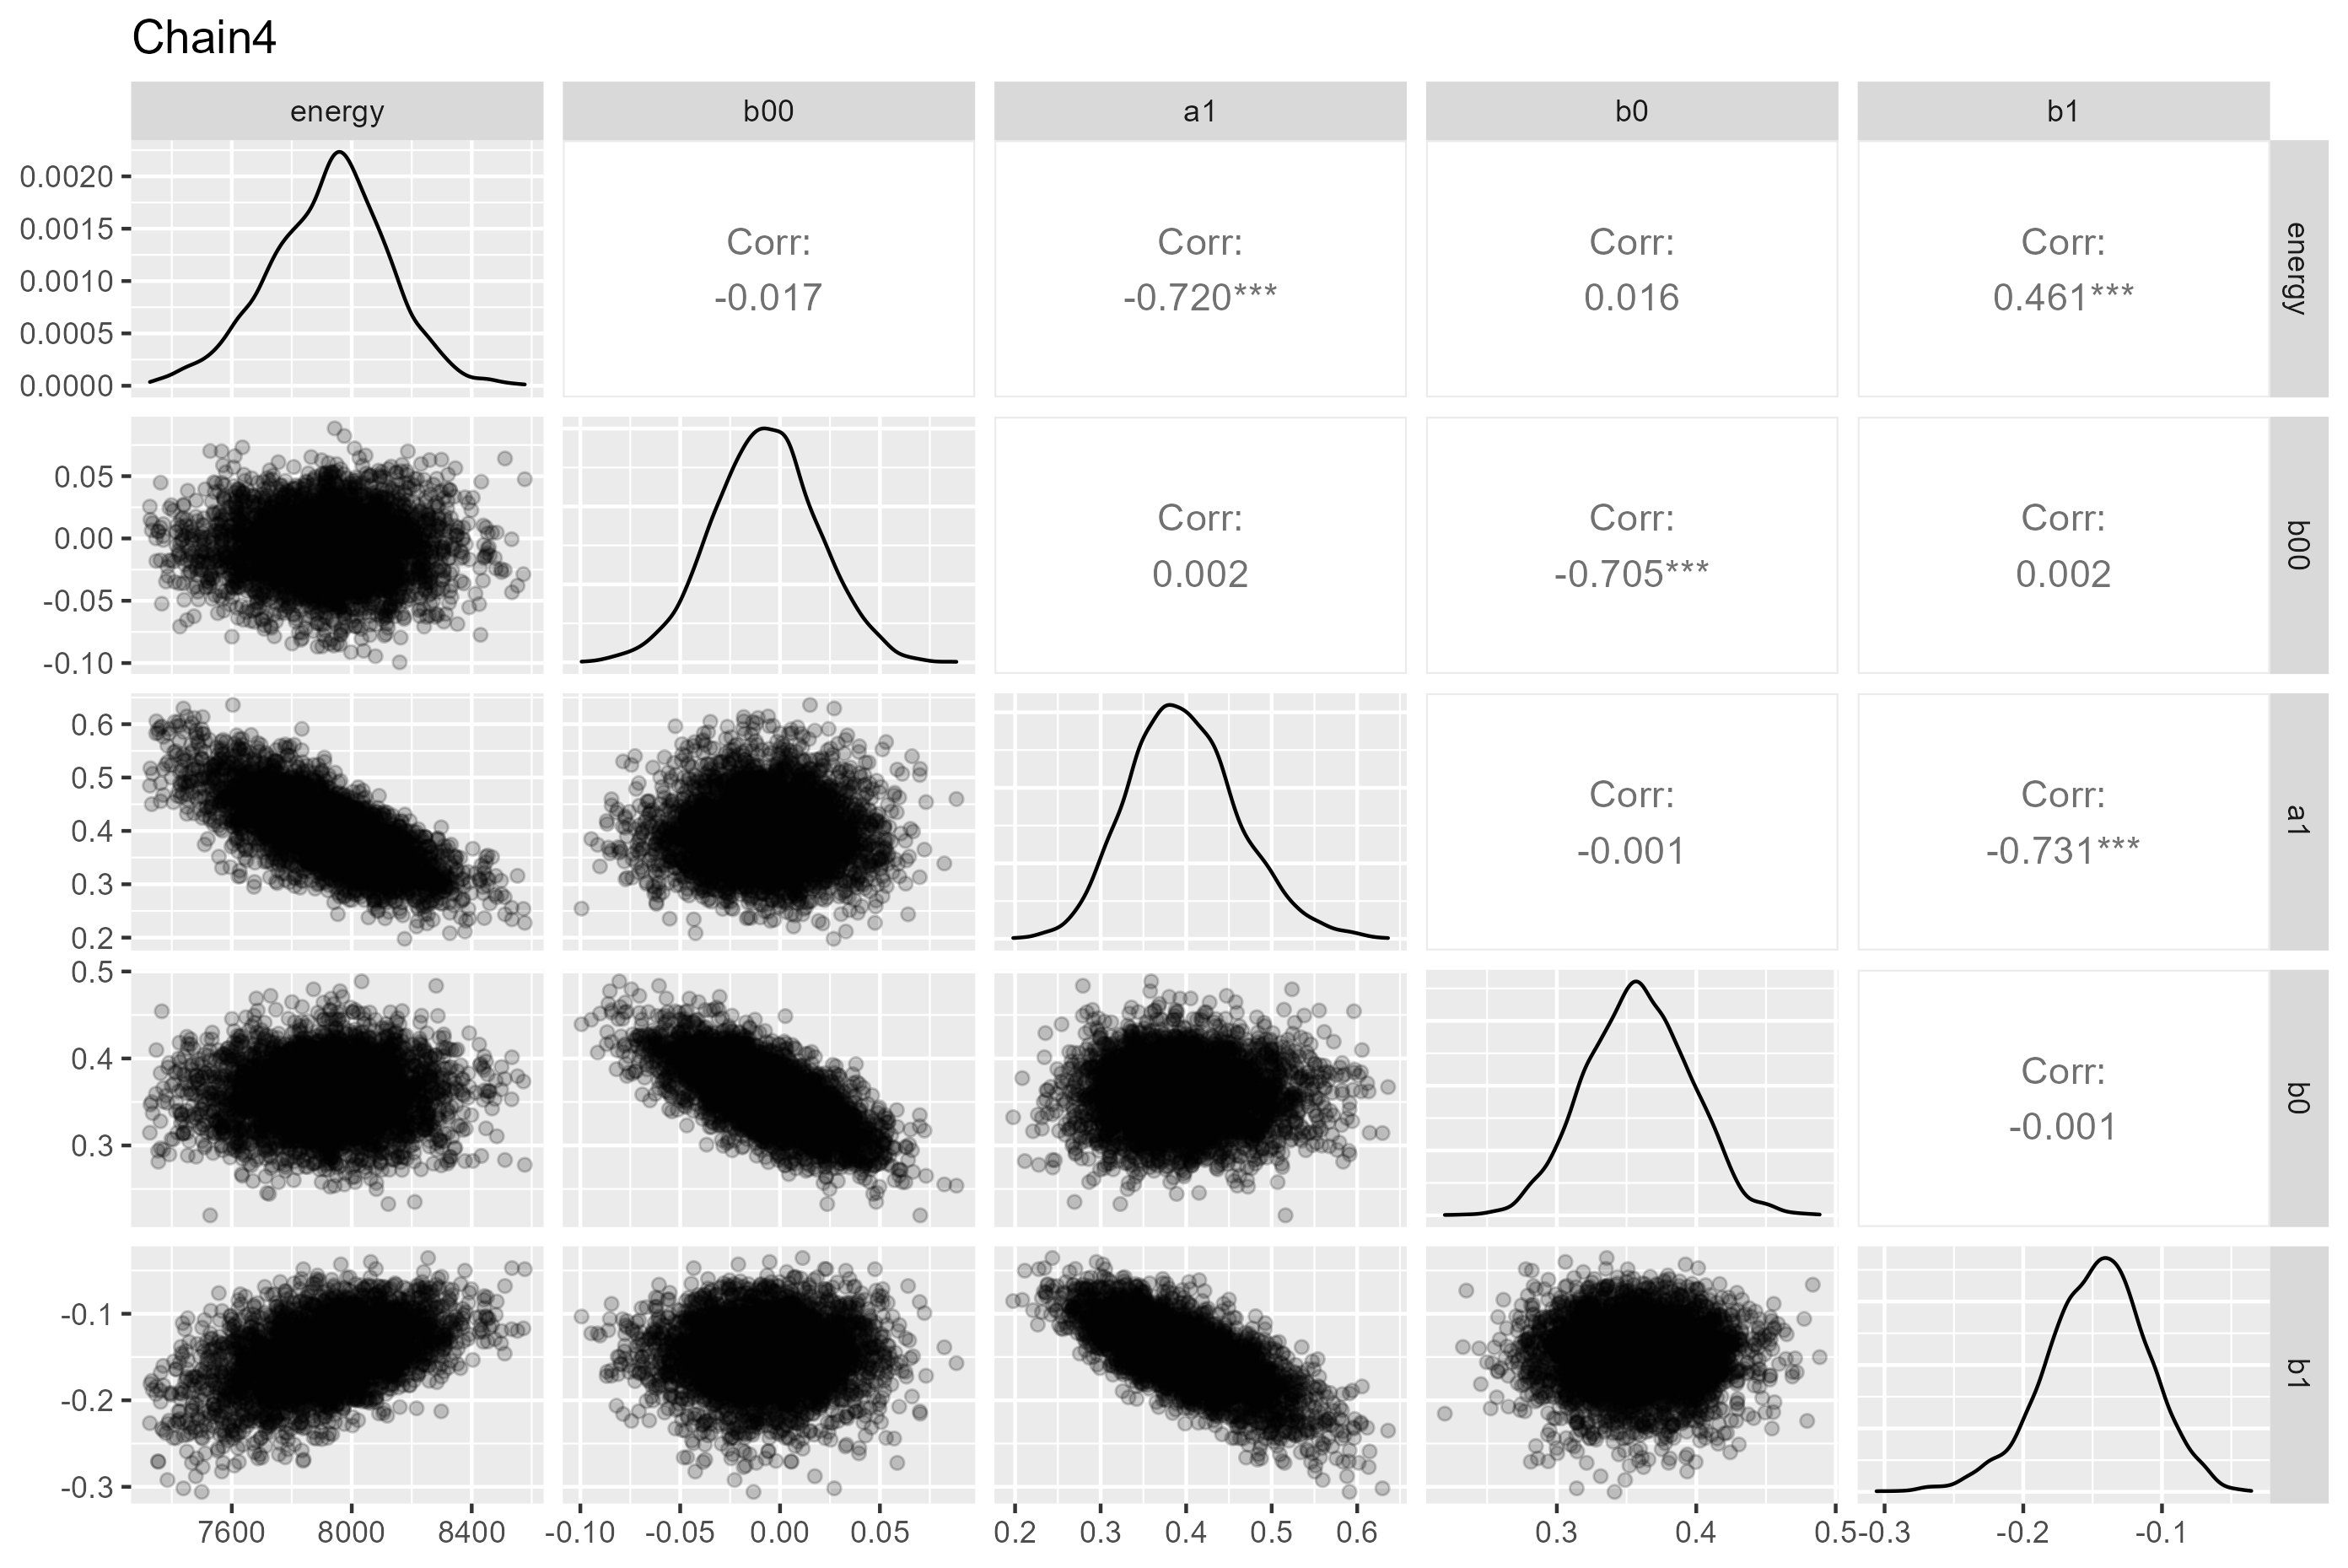 Chain4
energy b00 a1 b0 b1
0.0020
0.0015
0.0010
0.0005
0.0000
Corr:
-0.017
Corr:
-0.720***
Corr:
0.016
Corr:
0.461***
energy
0.05
0.00
-0.05
-0.10
Corr:
0.002
Corr:
-0.705***
Corr:
0.002
b00
0.6
0.5
0.4
0.3
0.2
Corr:
-0.001
Corr:
-0.731***
a1
0.5
0.4
0.3
Corr:
-0.001
b0
-0.1
-0.2
-0.3
b1
7600 8000 8400 -0.10 -0.05 0.00 0.05 0.2 0.3 0.4 0.5 0.6 0.3 0.4 0.5 -0.3 -0.2 -0.1